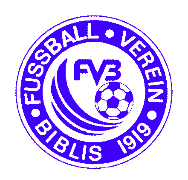 FUSSBALL • VEREIN
FVB
• BIBLIS 1919 •